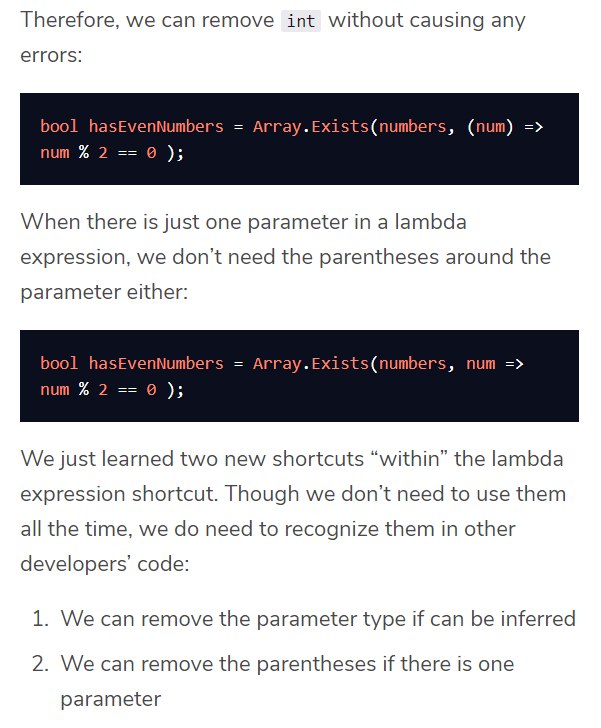 Therefore, we can remove int without causing any
errors:
bool hasEvenNumbers = Array.Exists(numbers, (num) =>
num % 2 == 0 );
When there is just one parameter in a lambda
expression, we don’t need the parentheses around the
parameter either:
bool hasEvenNumbers = Array.Exists(numbers, num =>
num % 2 == 0 );
We just learned two new shortcuts “within” the lambda
expression shortcut. Though we don’t need to use them
all the time, we do need to recognize them in other
developers’ code:
1. We can remove the parameter type if can be inferred
2. We can remove the parentheses if there is one
parameter